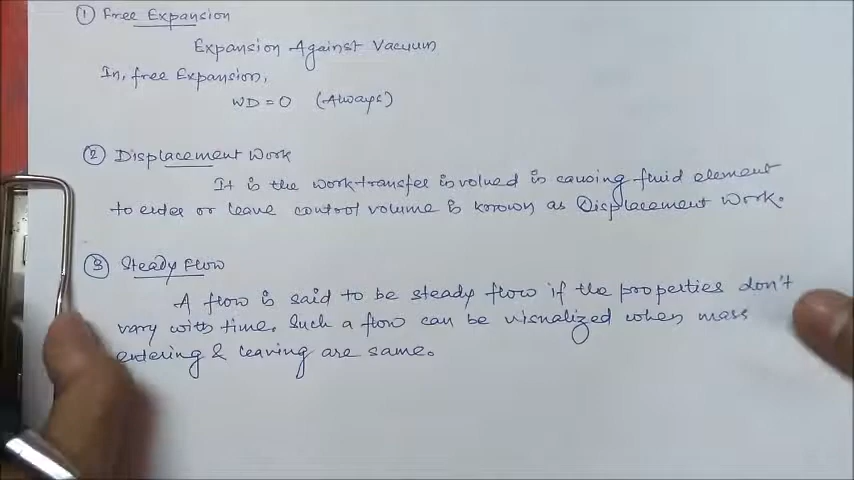 ① Free Expansion
Expansion Against Vacuum
In, free Expansion,
WD = 0 (Always)
② Displacement Work
It is the work transfer involved is causing fluid element
to enter or leave control volume is known as Displacement Work.
③ Steady Flow
A flow is said to be steady flow if the properties don't
vary with time. Such a flow can be visualized when mass
entering & leaving are same.